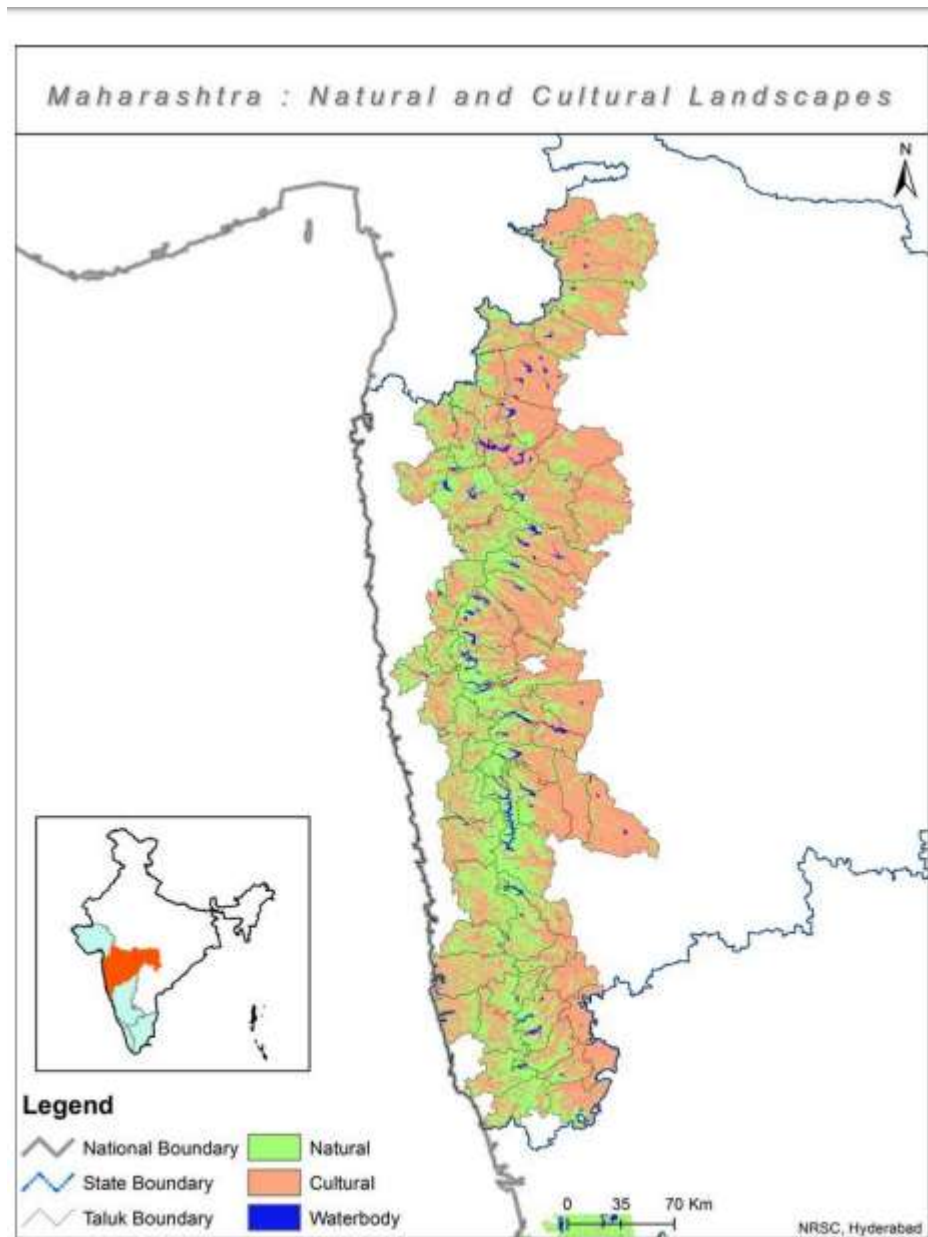 Maharashtra : Natural and Cultural Landscapes
N
Legend
National Boundary
Natural
State Boundary
Cultural
Taluk Boundary
Waterbody
0 35 70 Km
NRSC, Hyderabad